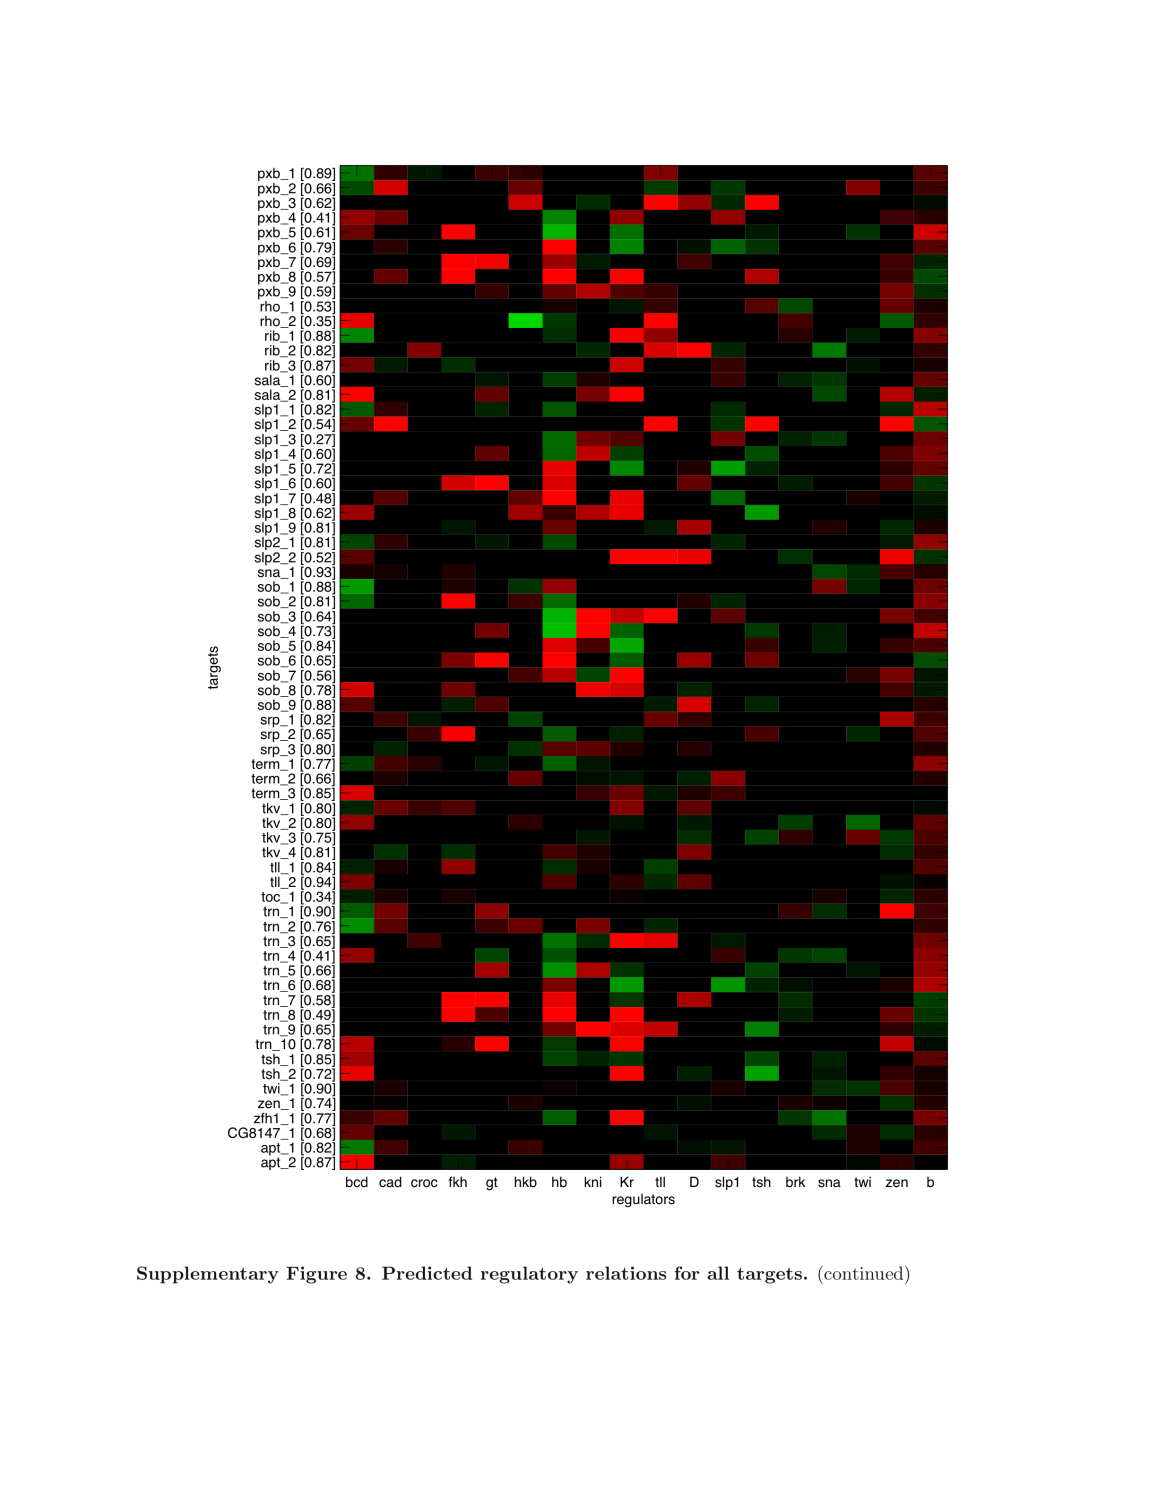 pxb_1 [0.89]
pxb_2 [0.66]
pxb_3 [0.62]
pxb_4 [0.41]
pxb_5 [0.61]
pxb_6 [0.79]
pxb_7 [0.69]
pxb_8 [0.57]
pxb_9 [0.59]
rho_1 [0.53]
rho_2 [0.35]
rib_1 [0.88]
rib_2 [0.82]
rib_3 [0.87]
sala_1 [0.60]
sala_2 [0.81]
slp1_1 [0.82]
slp1_2 [0.54]
slp1_3 [0.27]
slp1_4 [0.60]
slp1_5 [0.72]
slp1_6 [0.60]
slp1_7 [0.48]
slp1_8 [0.62]
slp1_9 [0.81]
slp2_1 [0.81]
slp2_2 [0.52]
sna_1 [0.93]
sob_1 [0.88]
sob_2 [0.81]
sob_3 [0.64]
sob_4 [0.73]
sob_5 [0.84]
sob_6 [0.65]
sob_7 [0.56]
sob_8 [0.78]
sob_9 [0.88]
srp_1 [0.82]
srp_2 [0.65]
srp_3 [0.80]
term_1 [0.77]
term_2 [0.66]
term_3 [0.85]
tkv_1 [0.80]
tkv_2 [0.80]
tkv_3 [0.75]
tkv_4 [0.81]
tll_1 [0.84]
tll_2 [0.94]
toc_1 [0.34]
trn_1 [0.90]
trn_2 [0.76]
trn_3 [0.65]
trn_4 [0.41]
trn_5 [0.66]
trn_6 [0.68]
trn_7 [0.58]
trn_8 [0.49]
trn_9 [0.65]
trn_10 [0.78]
tsh_1 [0.85]
tsh_2 [0.72]
twi_1 [0.90]
zen_1 [0.74]
zfh1_1 [0.77]
CG8147_1 [0.68]
apt_1 [0.82]
apt_2 [0.87]
targets
bcd cad croc fkh gt hkb hb kni Kr tll D slp1 tsh brk sna twi zen b
regulators
Supplementary Figure 8. Predicted regulatory relations for all targets. (continued)